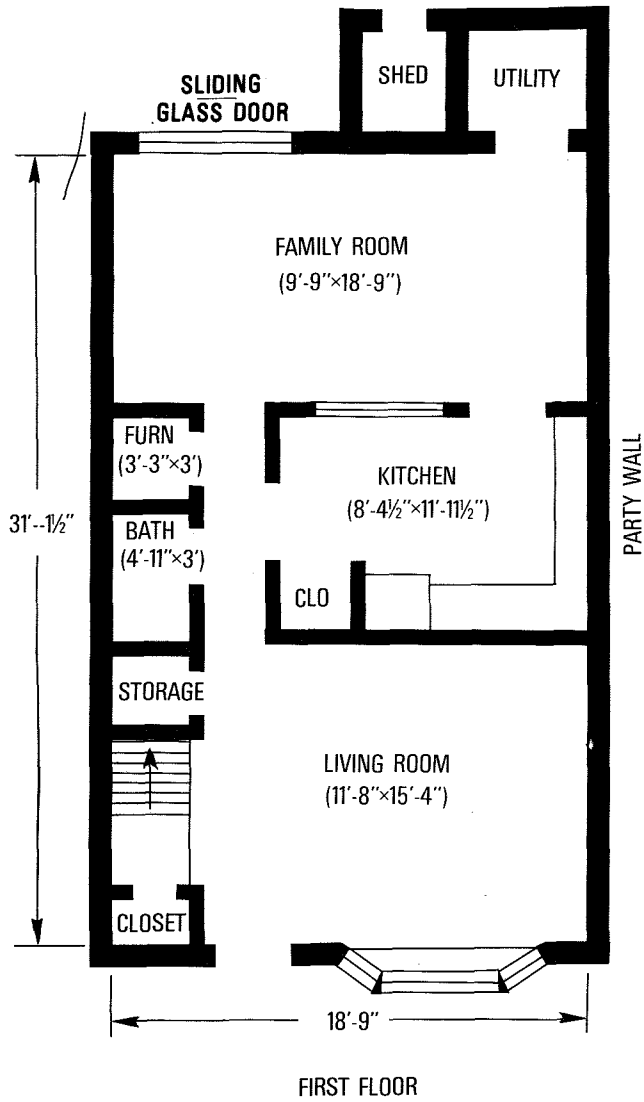 SHED
UTILITY
SLIDING
GLASS DOOR
FAMILY ROOM
(9'-9"×18'-9")
FURN
(3'-3"×3')
KITCHEN
(8'-4½"×11'-11½")
PARTY WALL
31'--1½"
BATH
(4'-11"×3')
CLO
STORAGE
LIVING ROOM
(11'-8"×15'-4")
CLOSET
18'-9"
FIRST FLOOR